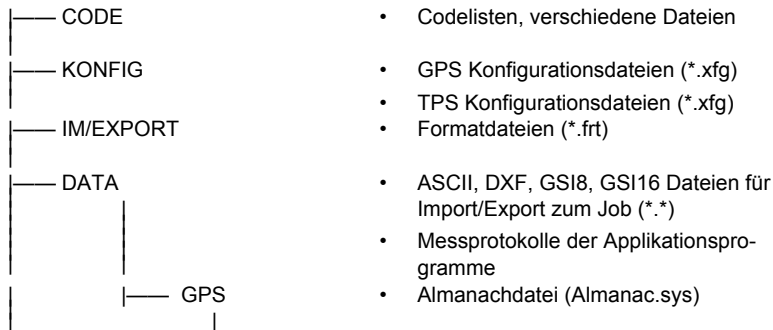 |—— CODE • Codelisten, verschiedene Dateien
|—— KONFIG • GPS Konfigurationsdateien (*.xfg)
• TPS Konfigurationsdateien (*.xfg)
|—— IM/EXPORT • Formatdateien (*.frt)
|—— DATA • ASCII, DXF, GSI8, GSI16 Dateien für
Import/Export zum Job (*.*)
• Messprotokolle der Applikationspro-
gramme
|—— GPS • Almanachdatei (Almanac.sys)